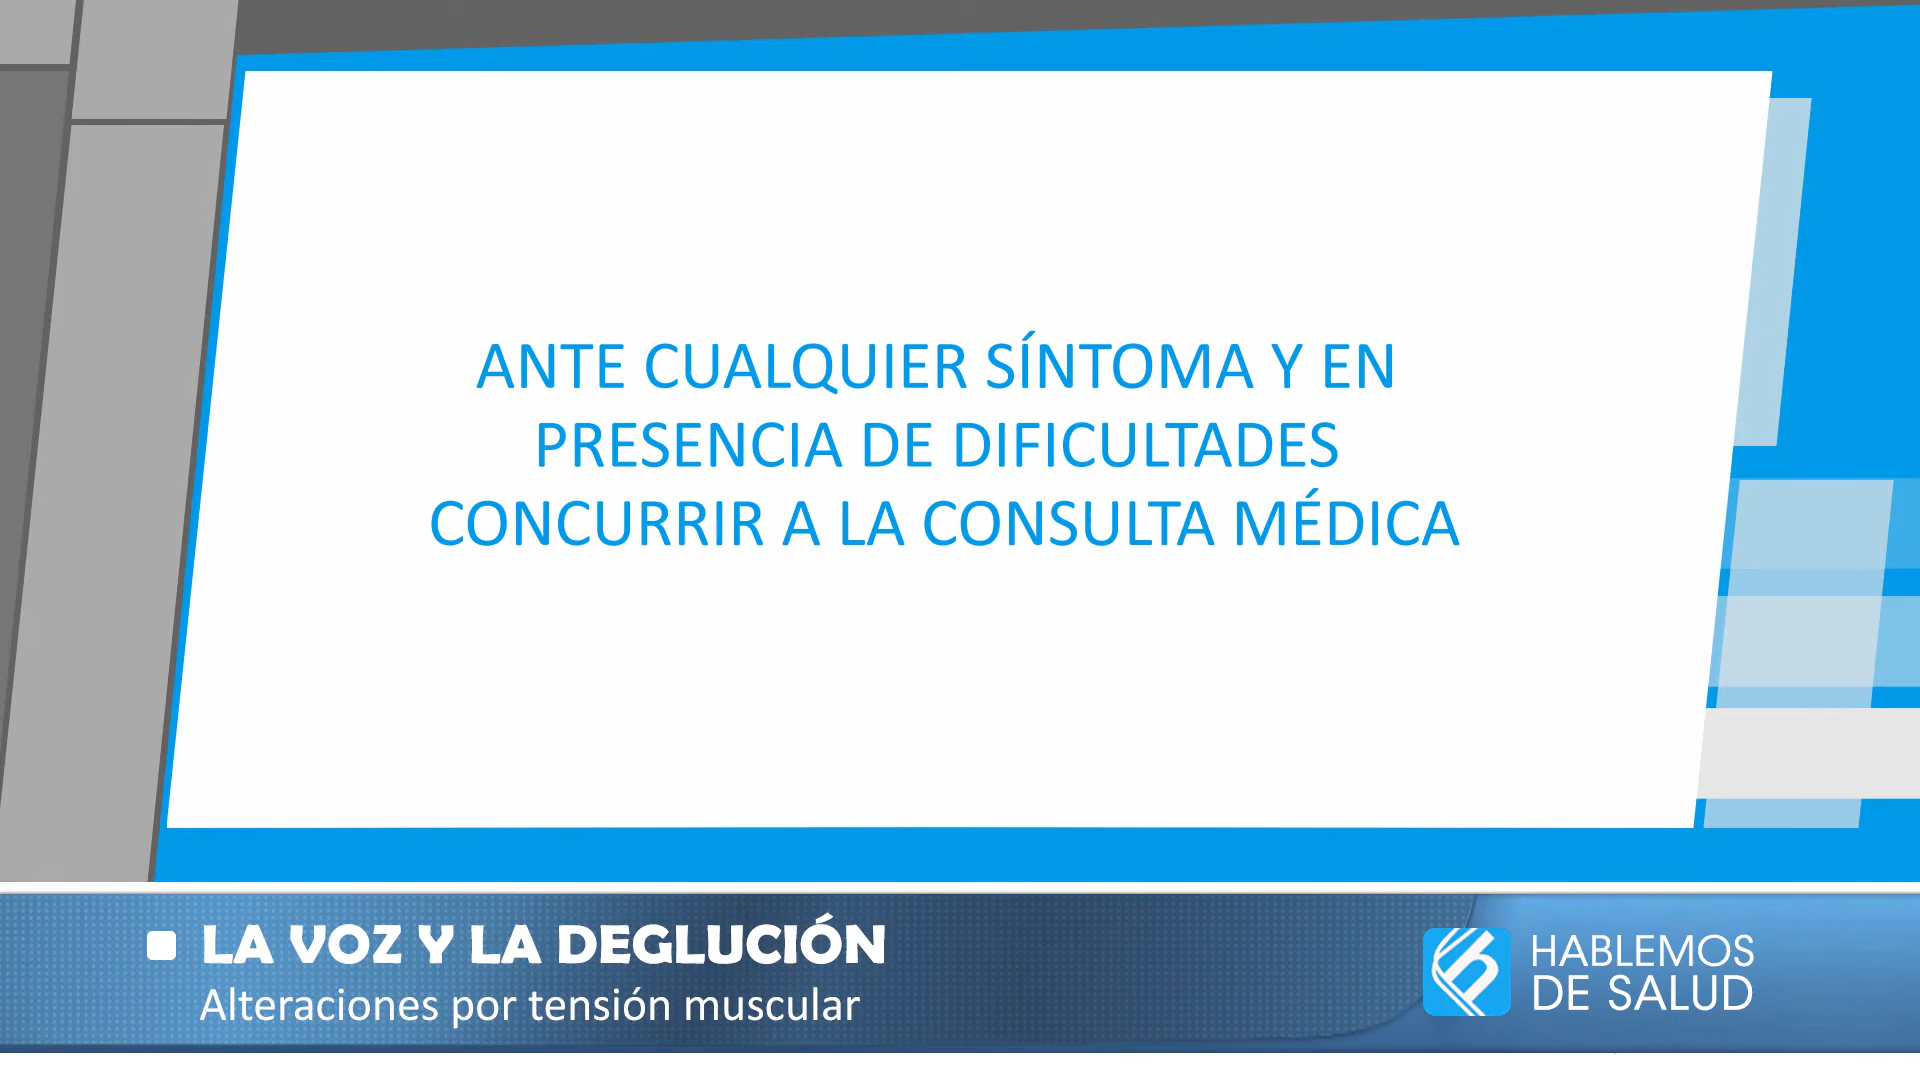 ANTE CUALQUIER SÍNTOMA Y EN
PRESENCIA DE DIFICULTADES
CONCURRIR A LA CONSULTA MÉDICA
LA VOZ Y LA DEGLUCIÓN
Alteraciones por tensión muscular
HABLEMOS
DE SALUD